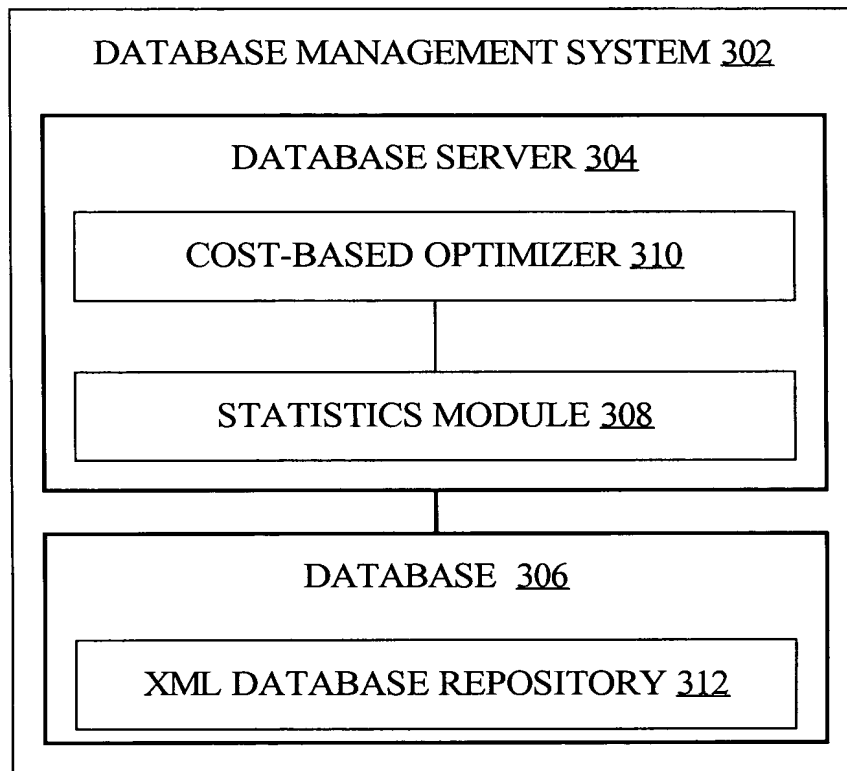 DATABASE MANAGEMENT SYSTEM 302
DATABASE SERVER 304
COST-BASED OPTIMIZER 310
STATISTICS MODULE 308
DATABASE 306
XML DATABASE REPOSITORY 312